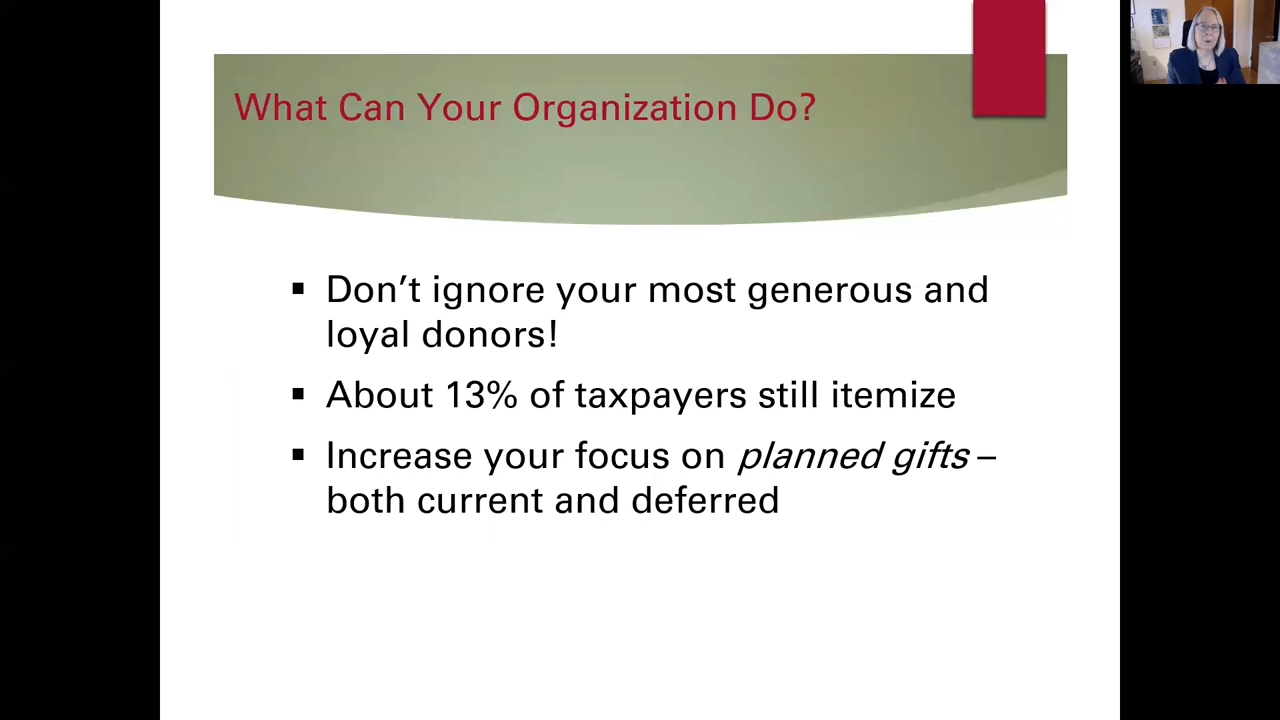 What Can Your Organization Do?
▪ Don’t ignore your most generous and
loyal donors!
▪ About 13% of taxpayers still itemize
▪ Increase your focus on planned gifts –
both current and deferred